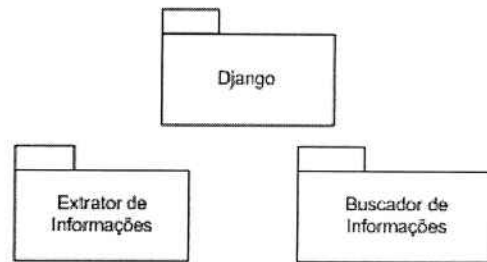 Django
Extrator de
Informações
Buscador de
Informações